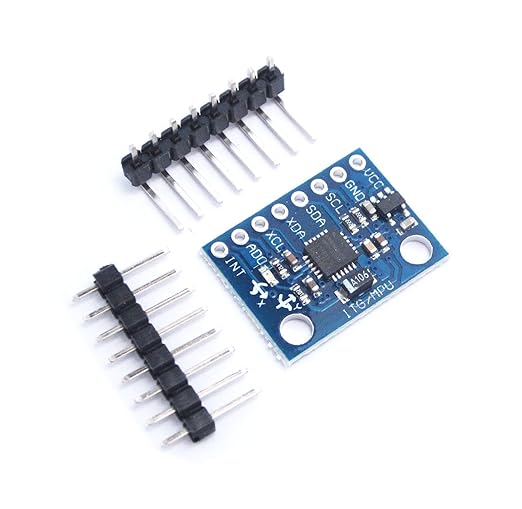 VCC
GND
SCL
SDA
XDA
XCL
ADO
INT
A106
X
Y
ITG/MPU